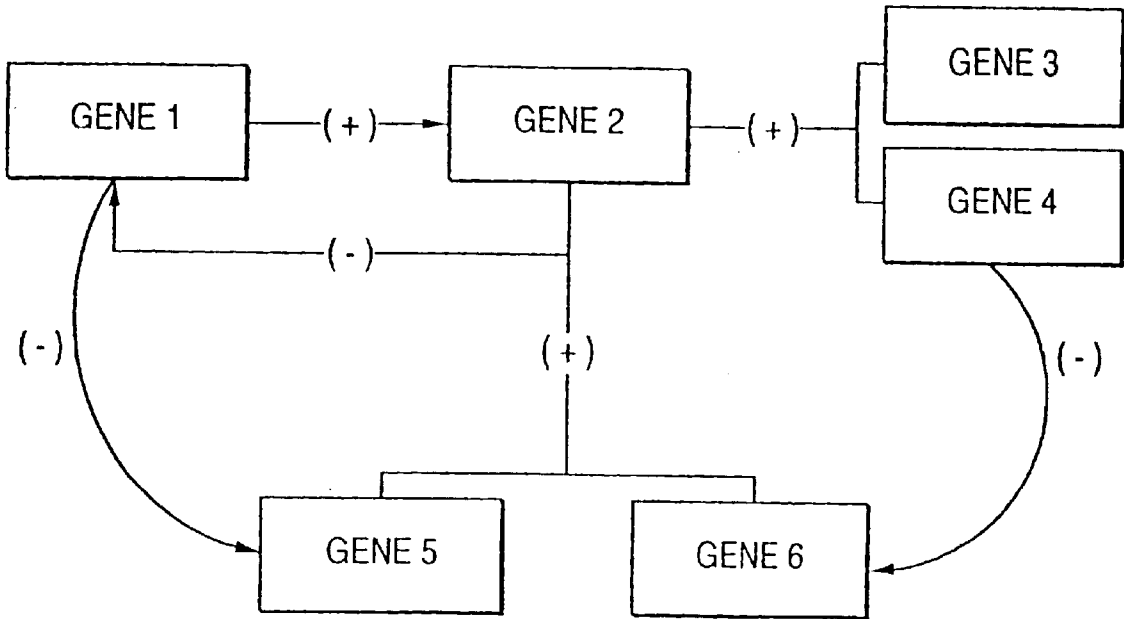 GENE 1
(+)
GENE 2
(+)
GENE 3
GENE 4
(-)
(-)
(+)
(-)
GENE 5
GENE 6